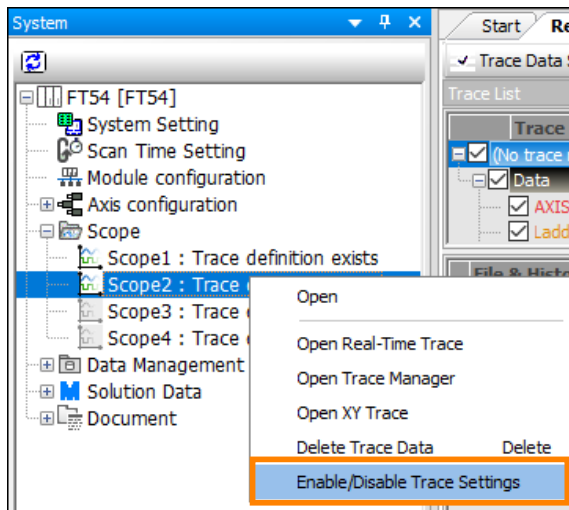 System
Start
Re
Trace Data
Trace List
FT54 [FT54]
System Setting
Scan Time Setting
Module configuration
Axis configuration
Scope
Scope1 : Trace definition exists
Scope2 : Trace
Scope3 : Trace
Scope4 : Trace
Data Management
Solution Data
Document
Trace
(No trace
Data
AXIS
Ladd
File & Histo
Open
Open Real-Time Trace
Open Trace Manager
Open XY Trace
Delete Trace Data Delete
Enable/Disable Trace Settings